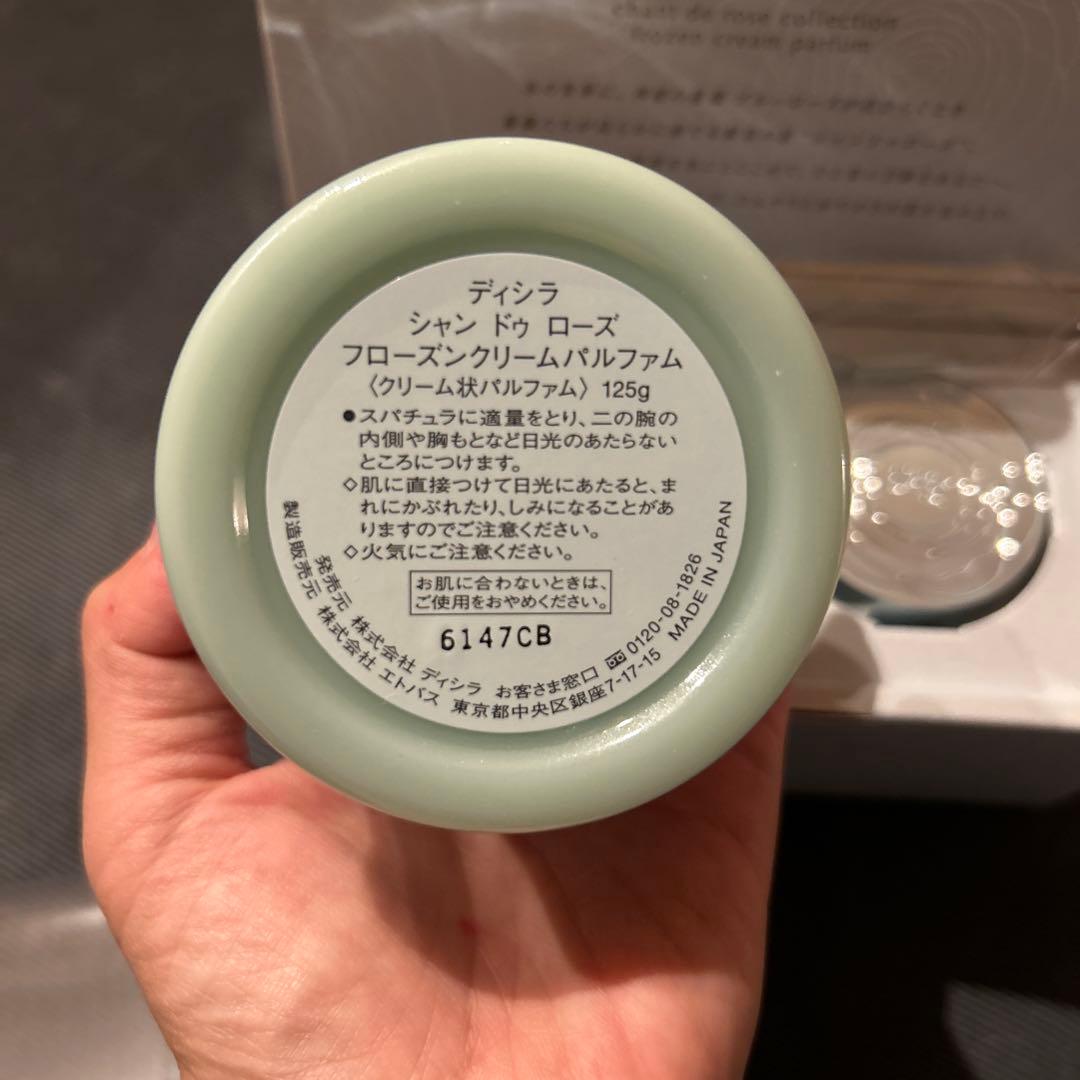 chant de rose collection
frozen cream parfum
ディシラ
シャン ドゥ ローズ
フローズンクリームパルファム
〈クリーム状パルファム〉 125g
●スパチュラに適量をとり、二の腕の
内側や胸もとなど日光のあたらない
ところにつけます。
◇肌に直接つけて日光にあたると、ま
れにかぶれたり、しみになることがあ
りますのでご注意ください。
◇火気にご注意ください。
お肌に合わないときは、
ご使用をおやめください。
6147CB
発売元 株式会社 ディシラ お客さま窓口 0120-08-1826
製造販売元 株式会社 エトバス 東京都中央区銀座7-17-15 MADE IN JAPAN